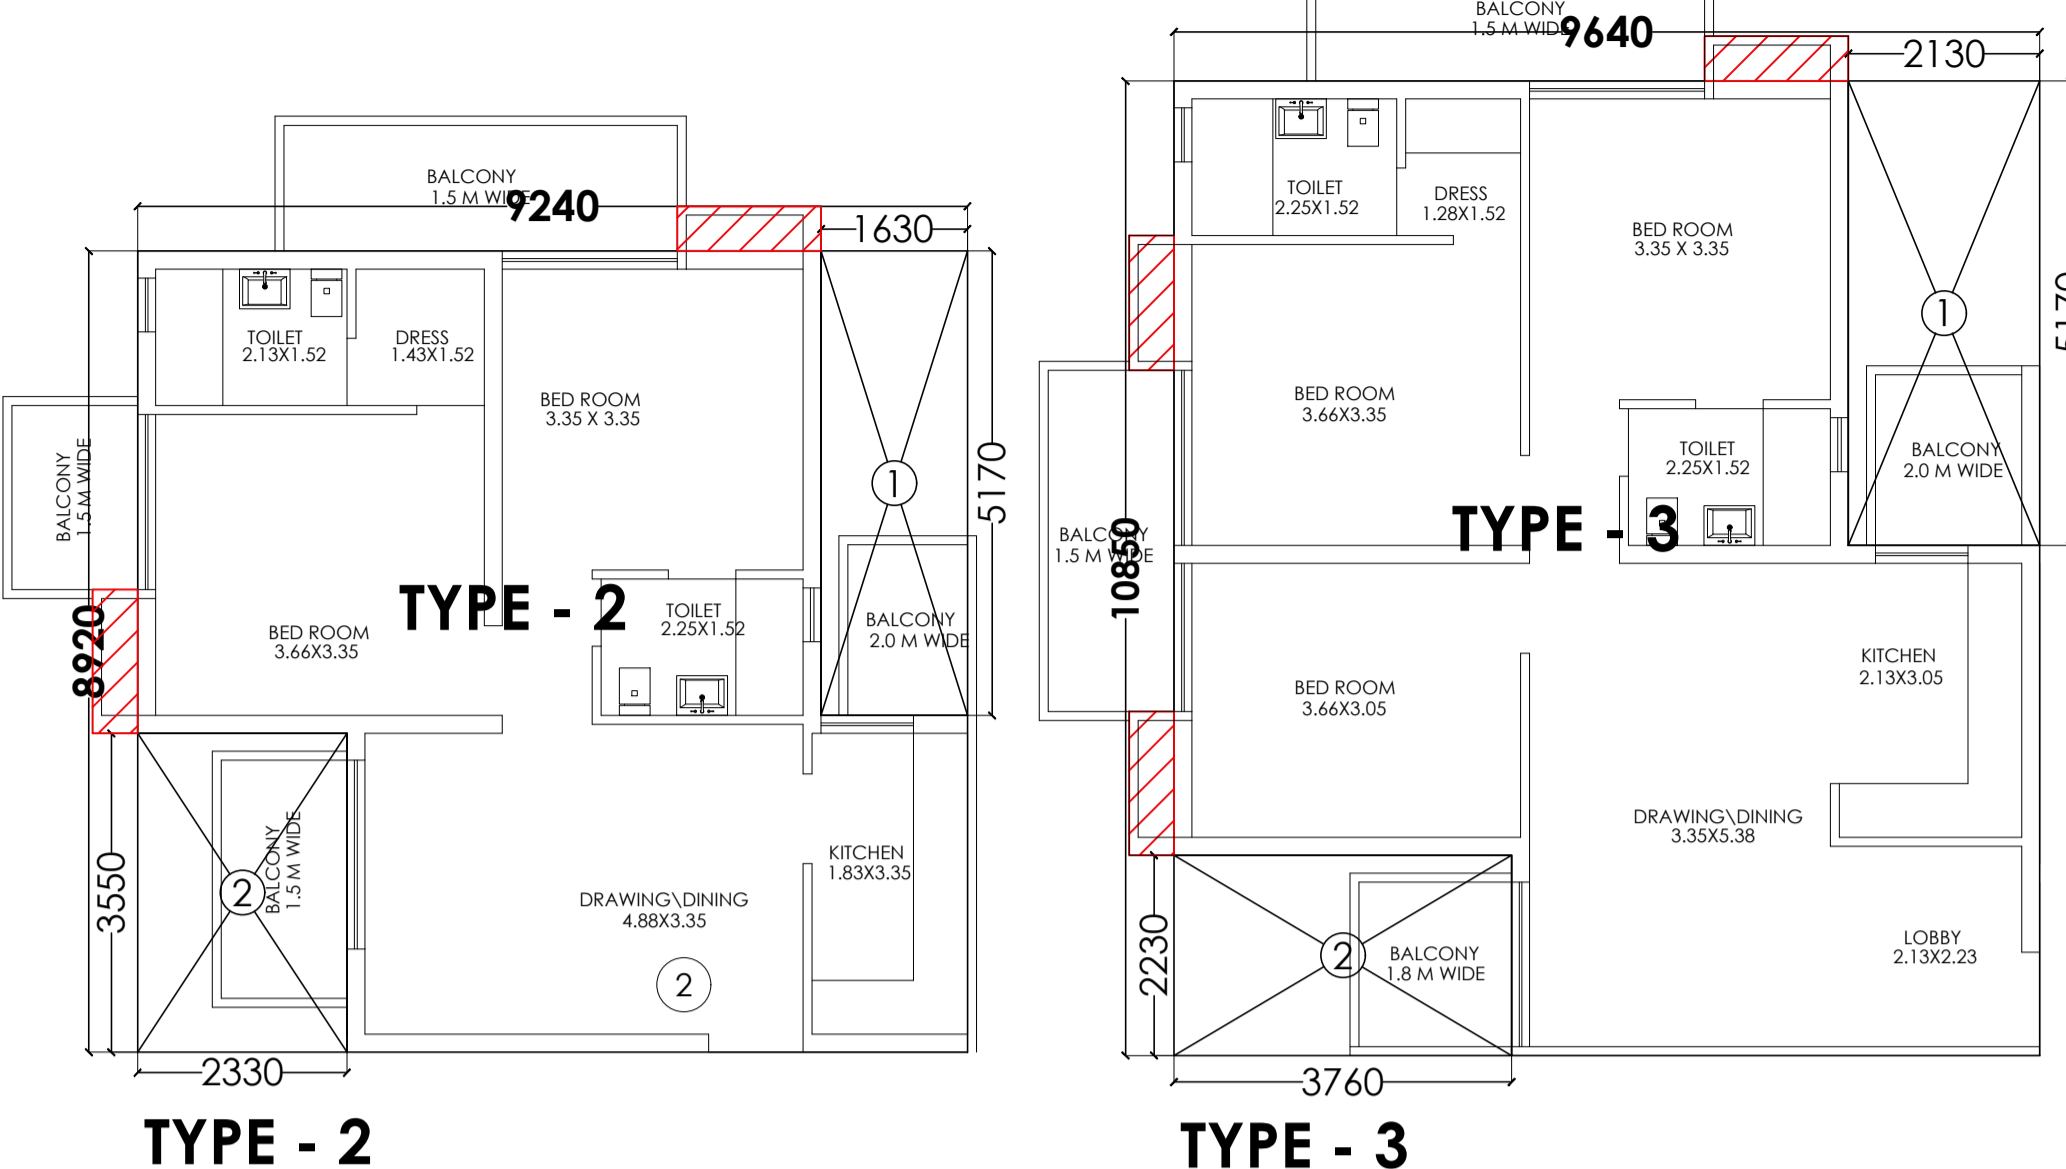 BALCONY
1.5 M WIDE
9240
1630
TOILET
2.13X1.52
DRESS
1.43X1.52
BED ROOM
3.35 X 3.35
1
5170
BALCONY
1.5 M WIDE
8920
BED ROOM
3.66X3.35
TYPE - 2
TOILET
2.25X1.52
BALCONY
2.0 M WIDE
3550
2
BALCONY
1.5 M WIDE
DRAWING\DINING
4.88X3.35
2
KITCHEN
1.83X3.35
2330
TYPE - 2
BALCONY
1.5 M WIDE
9640
2130
TOILET
2.25X1.52
DRESS
1.28X1.52
BED ROOM
3.35 X 3.35
1
5170
BED ROOM
3.66X3.35
TOILET
2.25X1.52
BALCONY
2.0 M WIDE
TYPE - 3
BALCONY
1.5 M WIDE
10850
BED ROOM
3.66X3.05
KITCHEN
2.13X3.05
DRAWING\DINING
3.35X5.38
2230
2
BALCONY
1.8 M WIDE
LOBBY
2.13X2.23
3760
TYPE - 3